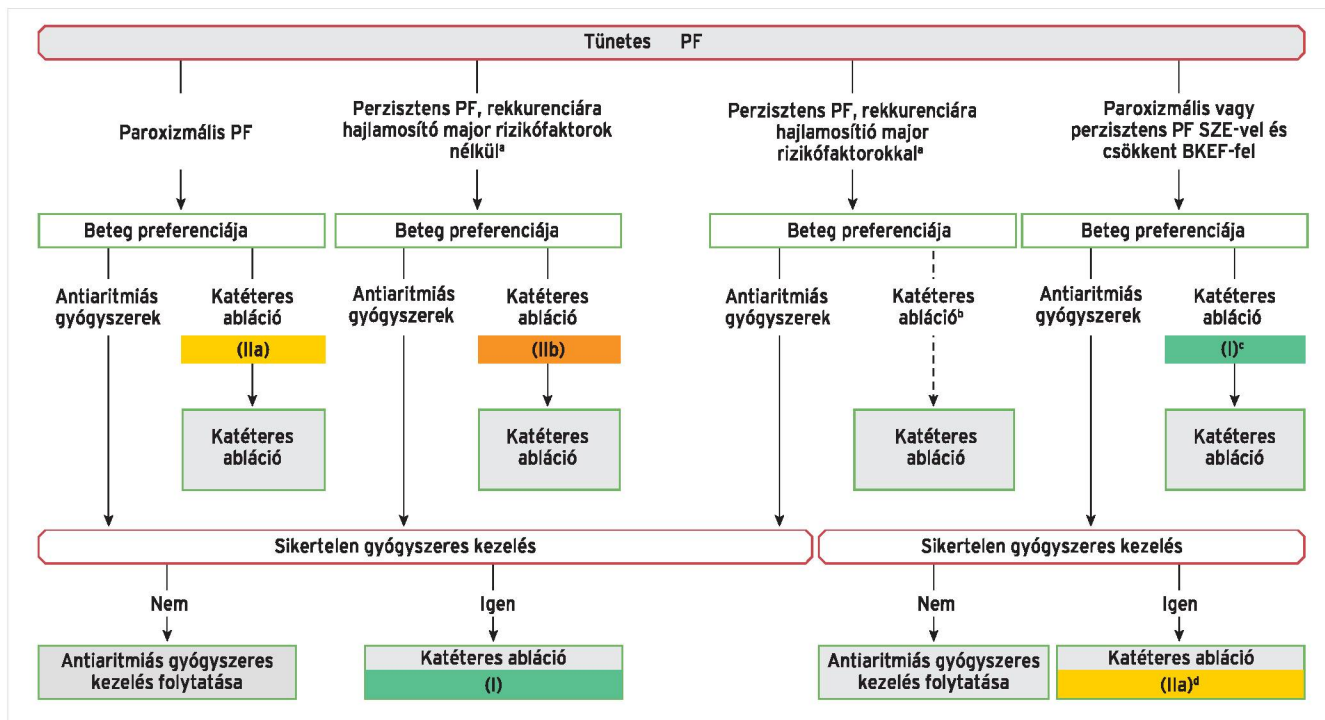 Tünetes PF
Paroxizmális PF
Perzisztens PF, rekkurenciára
hajlamosító major rizikófaktorok
nélkülª
Perzisztens PF, rekkurenciára
hajlamosítió major
rizikófaktorokkalª
Paroxizmális vagy
perzisztens PF SZE-vel és
csökkent BKEF-fel
Beteg preferenciája
Beteg preferenciája
Beteg preferenciája
Beteg preferenciája
Antiaritmiás
gyógyszerek
Katéteres
abláció
(IIa)
Antiaritmiás
gyógyszerek
Katéteres
abláció
(IIb)
Antiaritmiás
gyógyszerek
Katéteres
ablációᵇ
Antiaritmiás
gyógyszerek
Katéteres
abláció
(I)ᶜ
Katéteres
abláció
Katéteres
abláció
Katéteres
abláció
Katéteres
abláció
Sikertelen gyógyszeres kezelés
Sikertelen gyógyszeres kezelés
Nem
Igen
Nem
Igen
Antiaritmiás gyógyszeres
kezelés folytatása
Katéteres abláció
(I)
Antiaritmiás gyógyszeres
kezelés folytatása
Katéteres abláció
(IIa)ᵈ